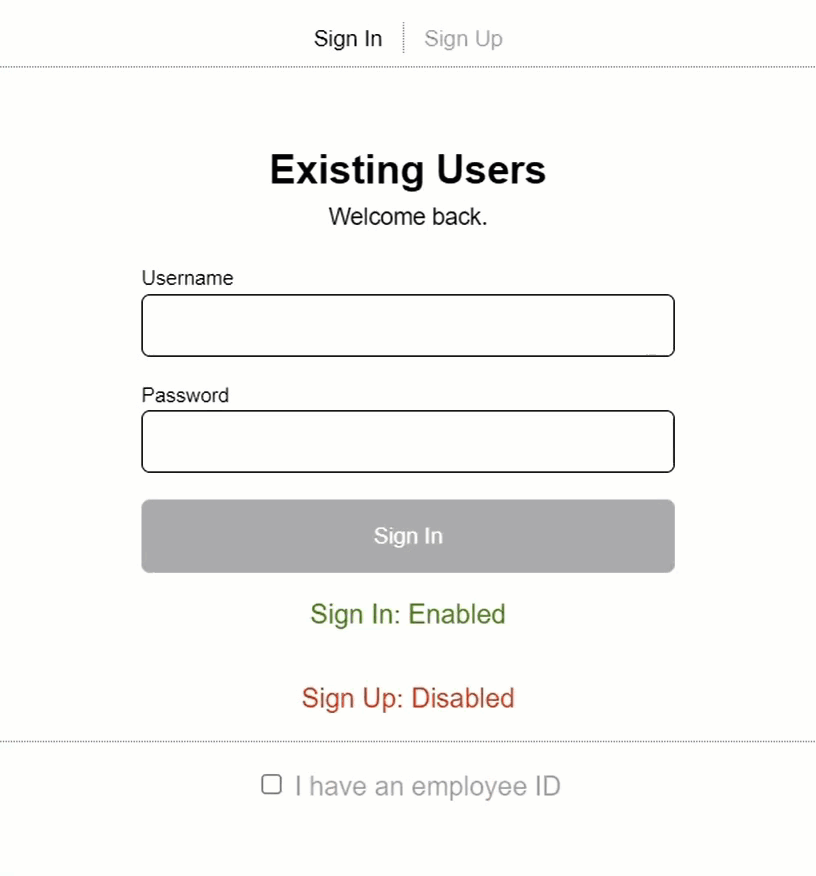 Sign In Sign Up
Existing Users
Welcome back.
Username
Password
Sign In
Sign In: Enabled
Sign Up: Disabled
I have an employee ID